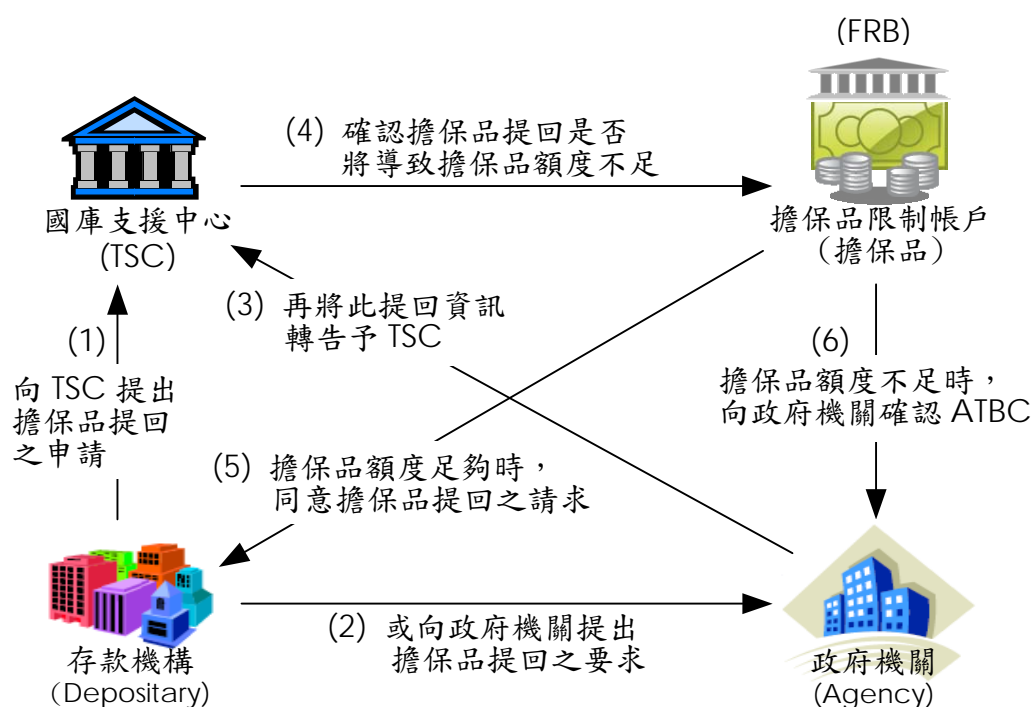 (FRB)
(4) 確認擔保品提回是否
將導致擔保品額度不足
國庫支援中心
(TSC)
擔保品限制帳戶
(擔保品)
(3) 再將此提回資訊
轉告予 TSC
(1)
向 TSC 提出
擔保品提回
之申請
(6)
擔保品額度不足時,
向政府機關確認 ATBC
(5) 擔保品額度足夠時,
同意擔保品提回之請求
(2) 或向政府機關提出
擔保品提回之要求
存款機構
(Depositary)
政府機關
(Agency)